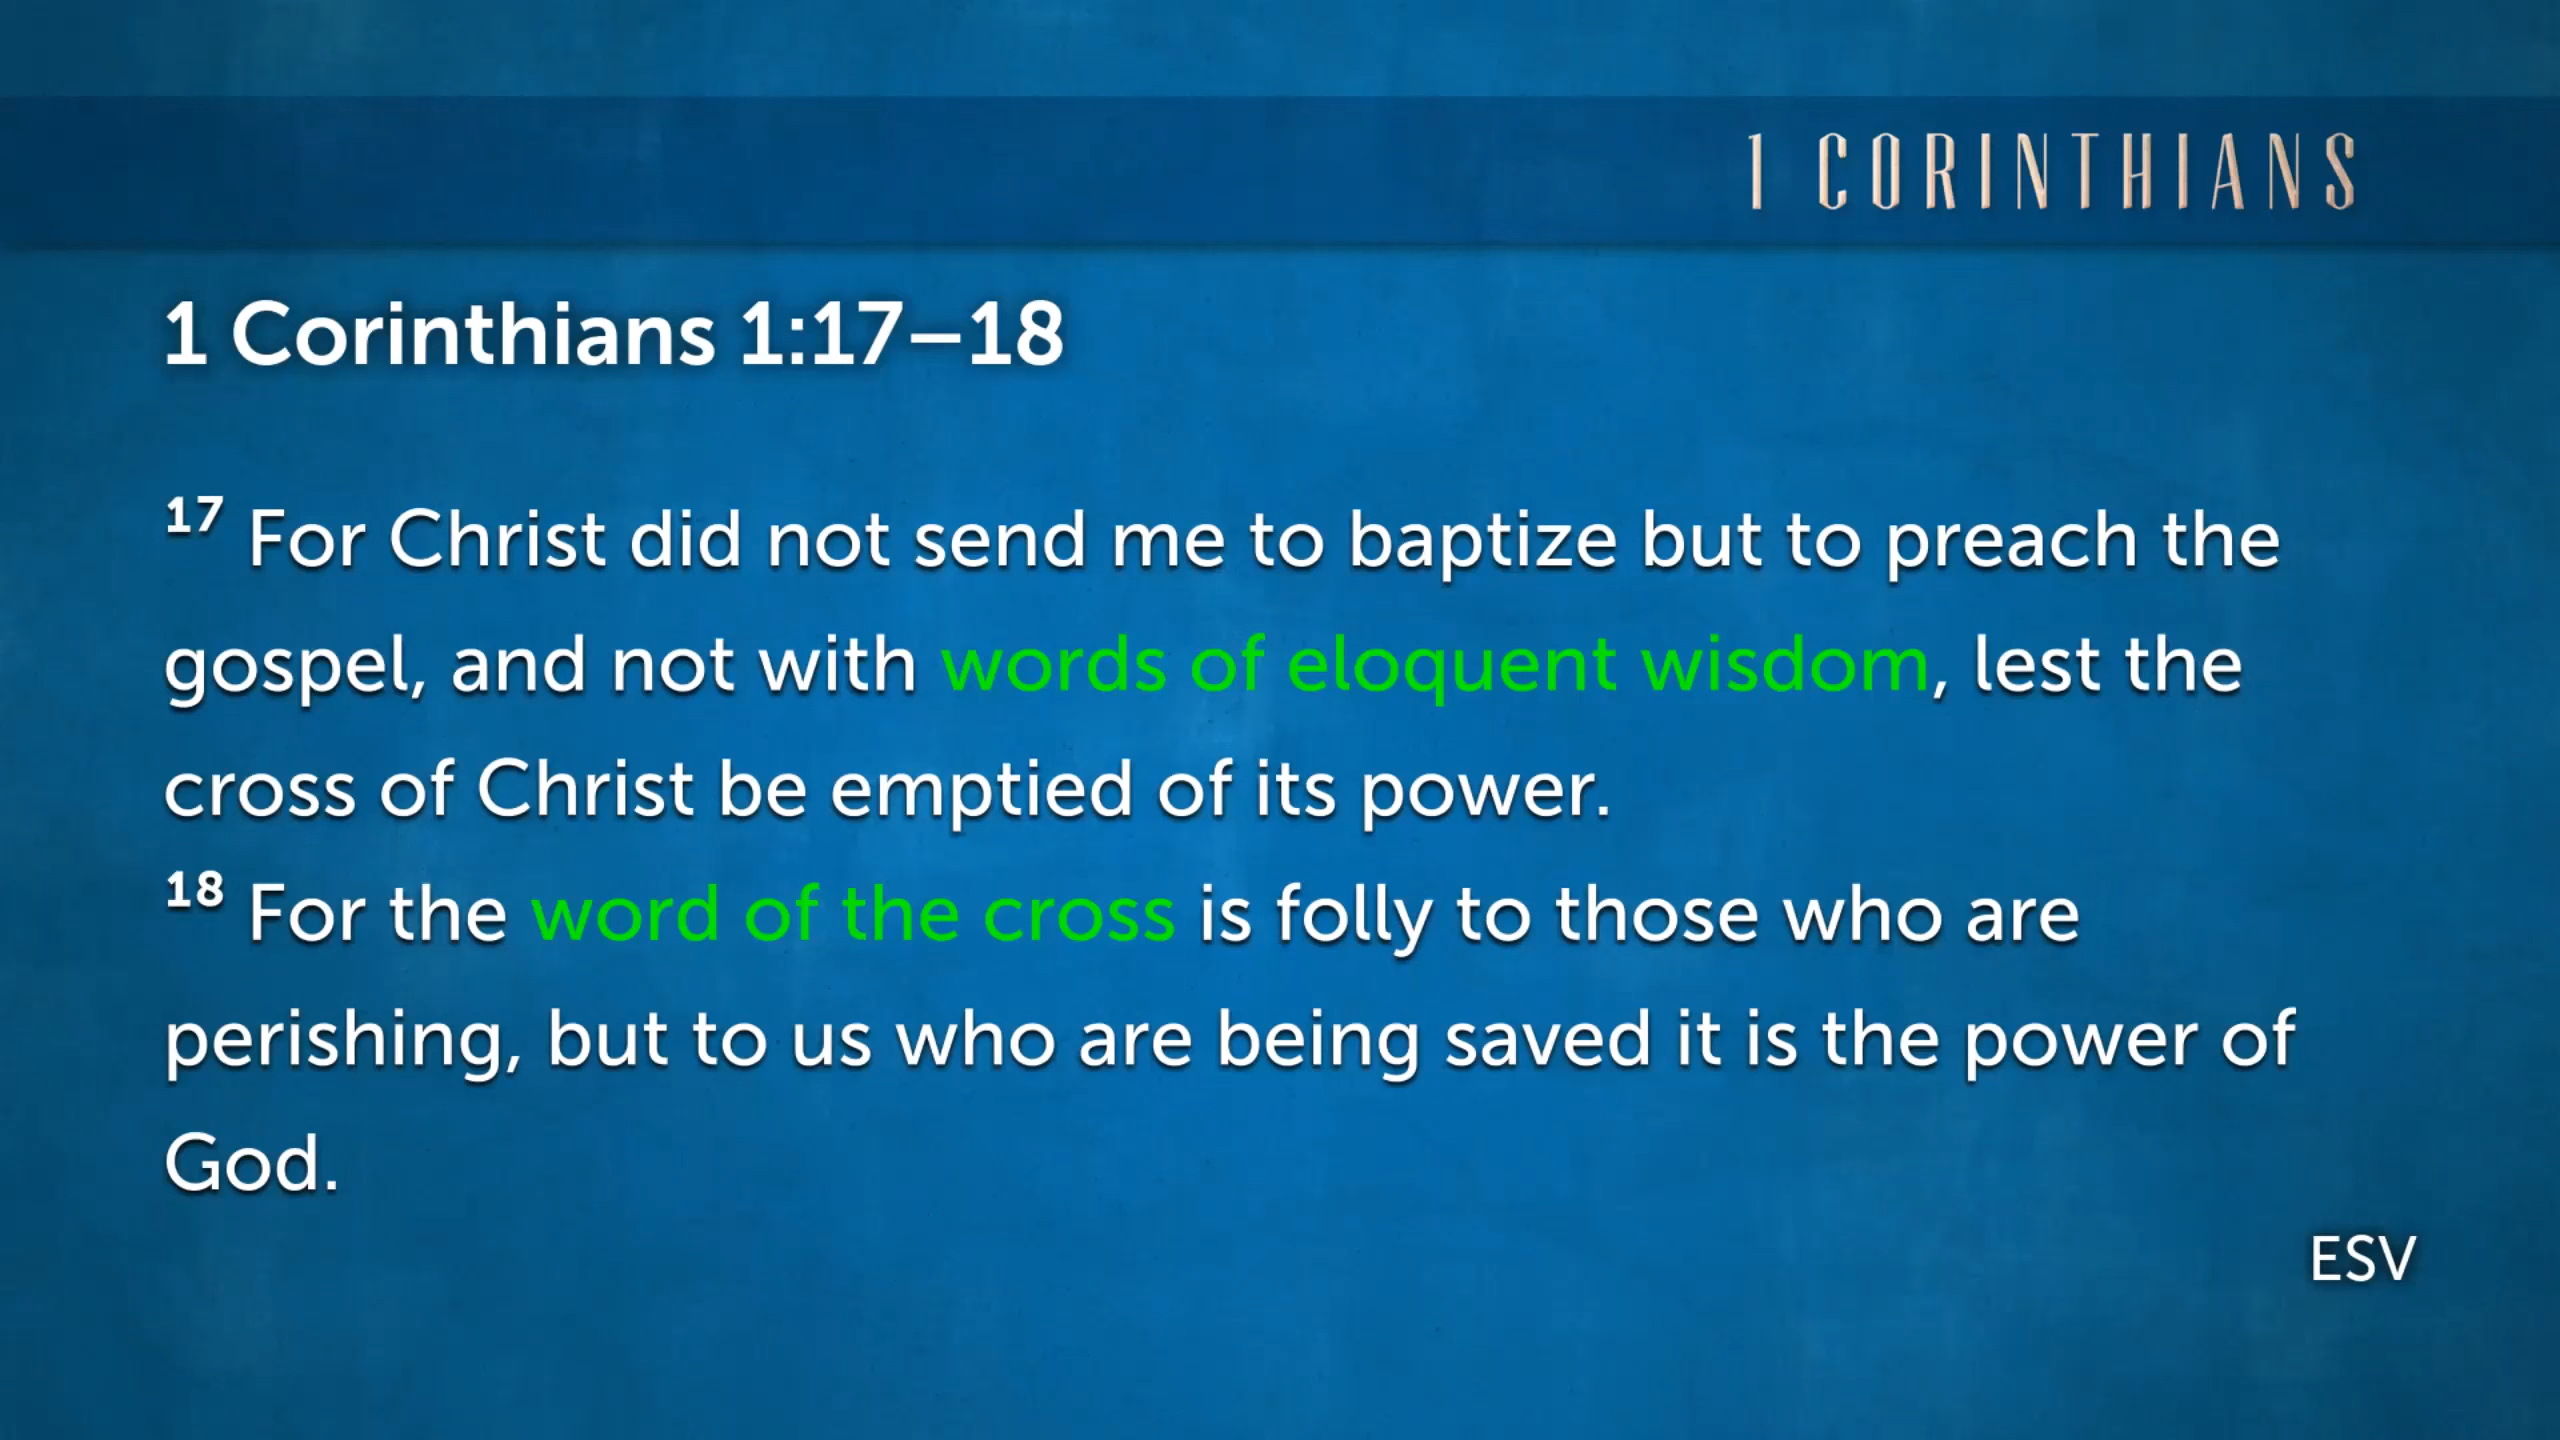 1 CORINTHIANS
1 Corinthians 1:17–18
17 For Christ did not send me to baptize but to preach the
gospel, and not with words of eloquent wisdom, lest the
cross of Christ be emptied of its power.
18 For the word of the cross is folly to those who are
perishing, but to us who are being saved it is the power of
God.
ESV